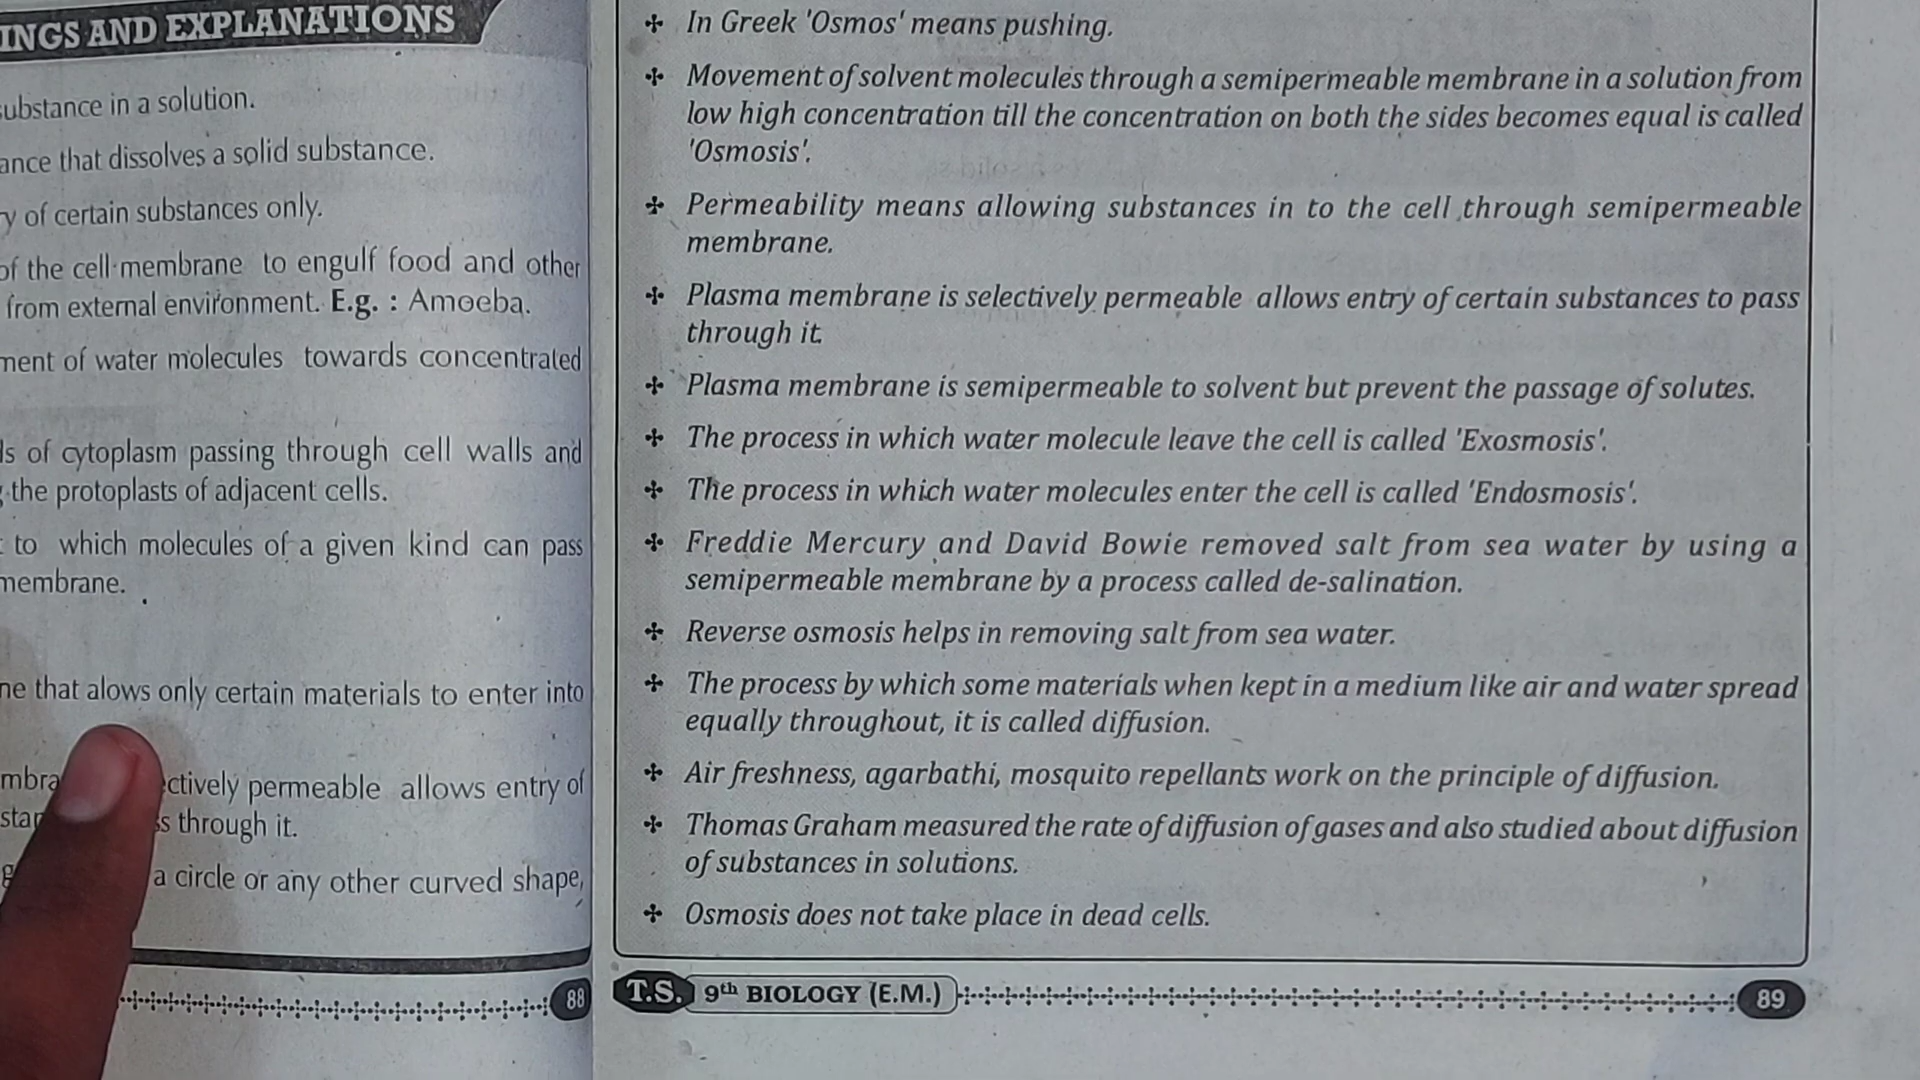 INGS AND EXPLANATIONS
substance in a solution.
ance that dissolves a solid substance.
y of certain substances only.
of the cell membrane to engulf food and other
from external environment. E.g. : Amoeba.
ment of water molecules towards concentrated
ls of cytoplasm passing through cell walls and
the protoplasts of adjacent cells.
to which molecules of a given kind can pass
membrane.
ne that alows only certain materials to enter into
mbra ctively permeable allows entry of
stan s through it.
g a circle or any other curved shape,
88
In Greek 'Osmos' means pushing.
Movement of solvent molecules through a semipermeable membrane in a solution from
low high concentration till the concentration on both the sides becomes equal is called
'Osmosis'.
Permeability means allowing substances in to the cell through semipermeable
membrane.
Plasma membrane is selectively permeable allows entry of certain substances to pass
through it.
Plasma membrane is semipermeable to solvent but prevent the passage of solutes.
The process in which water molecule leave the cell is called 'Exosmosis'.
The process in which water molecules enter the cell is called 'Endosmosis'.
Freddie Mercury and David Bowie removed salt from sea water by using a
semipermeable membrane by a process called de-salination.
Reverse osmosis helps in removing salt from sea water.
The process by which some materials when kept in a medium like air and water spread
equally throughout, it is called diffusion.
Air freshness, agarbathi, mosquito repellants work on the principle of diffusion.
Thomas Graham measured the rate of diffusion of gases and also studied about diffusion
of substances in solutions.
Osmosis does not take place in dead cells.
T.S. 9th BIOLOGY (E.M.)
89